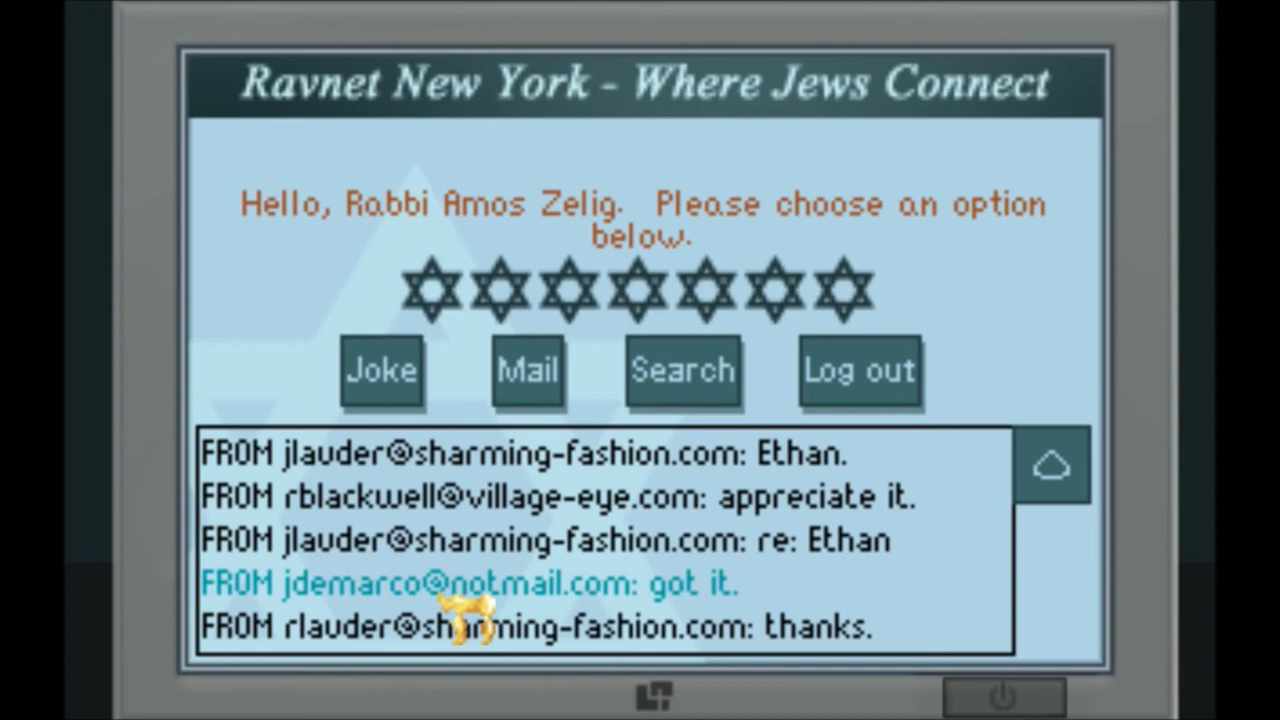 Ravnet New York - Where Jews Connect
Hello, Rabbi Amos Zelig. Please choose an option
below.
Joke Mail Search Log out
FROM jlauder@sharming-fashion.com: Ethan.
FROM rblackwell@village-eye.com: appreciate it.
FROM jlauder@sharming-fashion.com: re: Ethan
FROM jdemarco@notmail.com: got it.
FROM rlauder@sharming-fashion.com: thanks.
חי